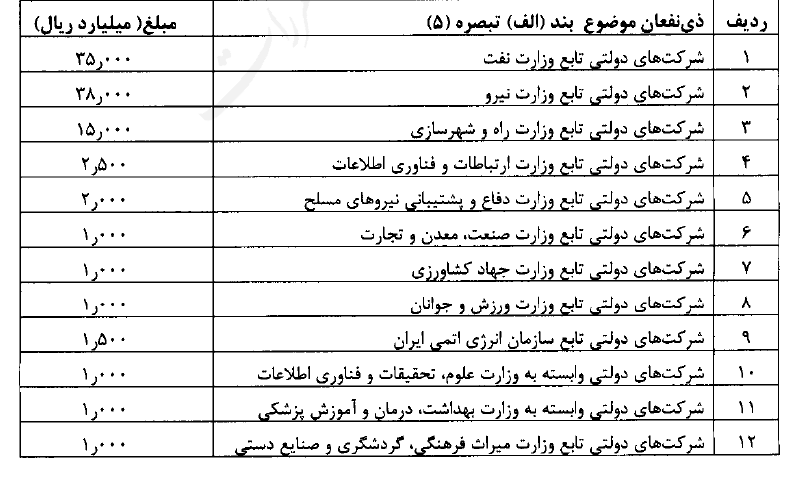 ردیف ذی‌نفعان موضوع بند (الف) تبصره (۵) مبلغ( میلیارد ریال)
۱ شرکت‌های دولتی تابع وزارت نفت ۳۵٫۰۰۰
۲ شرکت‌های دولتی تابع وزارت نیرو ۳۸٫۰۰۰
۳ شرکت‌های دولتی تابع وزارت راه و شهرسازی ۱۵٫۰۰۰
۴ شرکت‌های دولتی تابع وزارت ارتباطات و فناوری اطلاعات ۲٫۵۰۰
۵ شرکت‌های دولتی تابع وزارت دفاع و پشتیبانی نیروهای مسلح ۲٫۰۰۰
۶ شرکت‌های دولتی تابع وزارت صنعت، معدن و تجارت ۱٫۰۰۰
۷ شرکت‌های دولتی تابع وزارت جهاد کشاورزی ۱٫۰۰۰
۸ شرکت‌های دولتی تابع وزارت ورزش و جوانان ۱٫۰۰۰
۹ شرکت‌های دولتی تابع سازمان انرژی اتمی ایران ۱٫۵۰۰
۱۰ شرکت‌های دولتی وابسته به وزارت علوم، تحقیقات و فناوری اطلاعات ۱٫۰۰۰
۱۱ شرکت‌های دولتی وابسته به وزارت بهداشت، درمان و آموزش پزشکی ۱٫۰۰۰
۱۲ شرکت‌های دولتی تابع وزارت میراث فرهنگی، گردشگری و صنایع دستی ۱٫۰۰۰